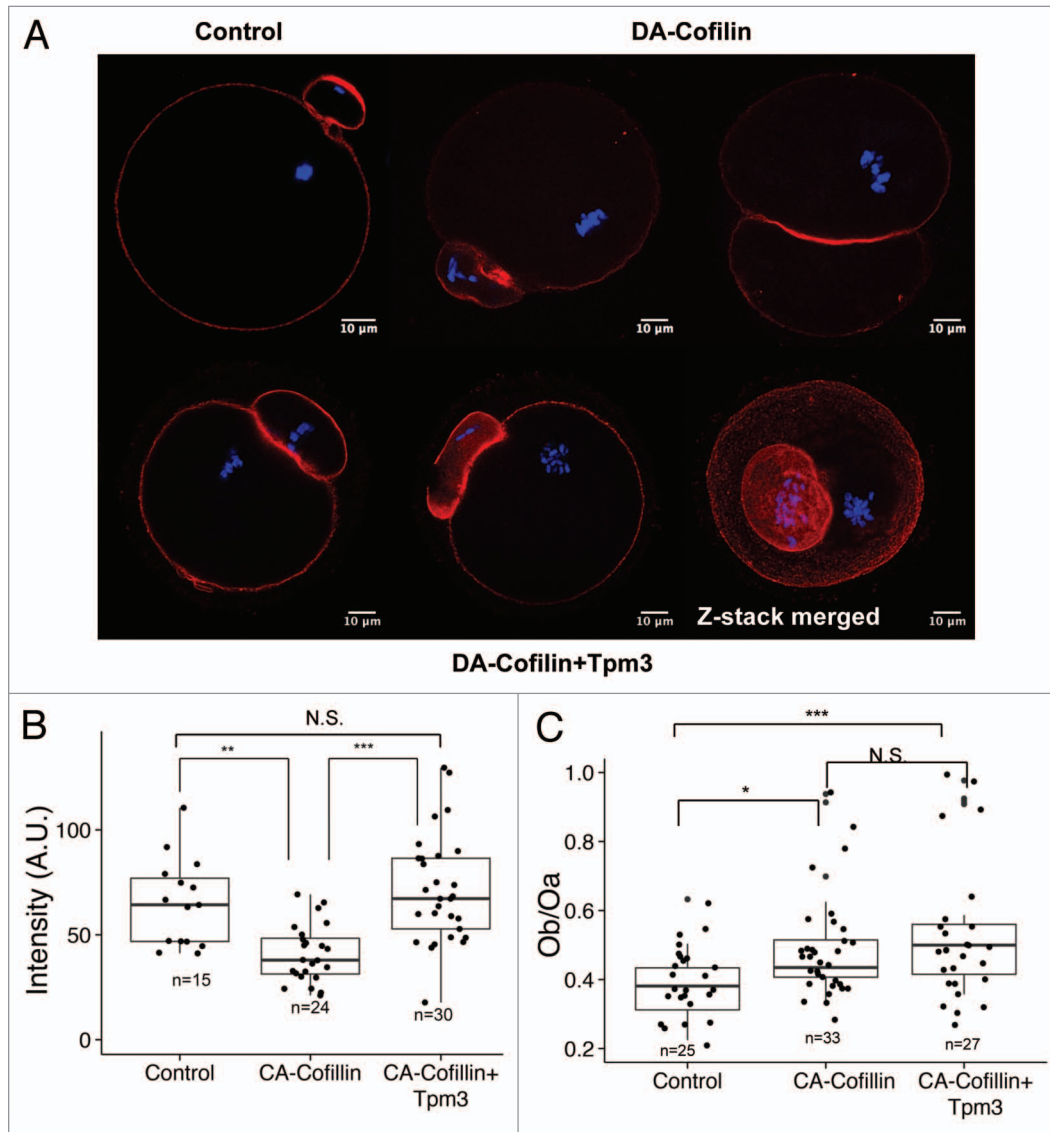 A
Control
DA-Cofilin
10 µm
10 µm
10 µm
10 µm
10 µm
Z-stack merged
10 µm
DA-Cofilin+Tpm3
B
N.S.
**
***
Intensity (A.U.)
100
50
0
n=15
n=24
n=30
Control
CA-Cofillin
CA-Cofillin+
Tpm3
C
***
N.S.
*
Ob/Oa
1.0
0.8
0.6
0.4
0.2
n=25
n=33
n=27
Control
CA-Cofillin
CA-Cofillin+
Tpm3